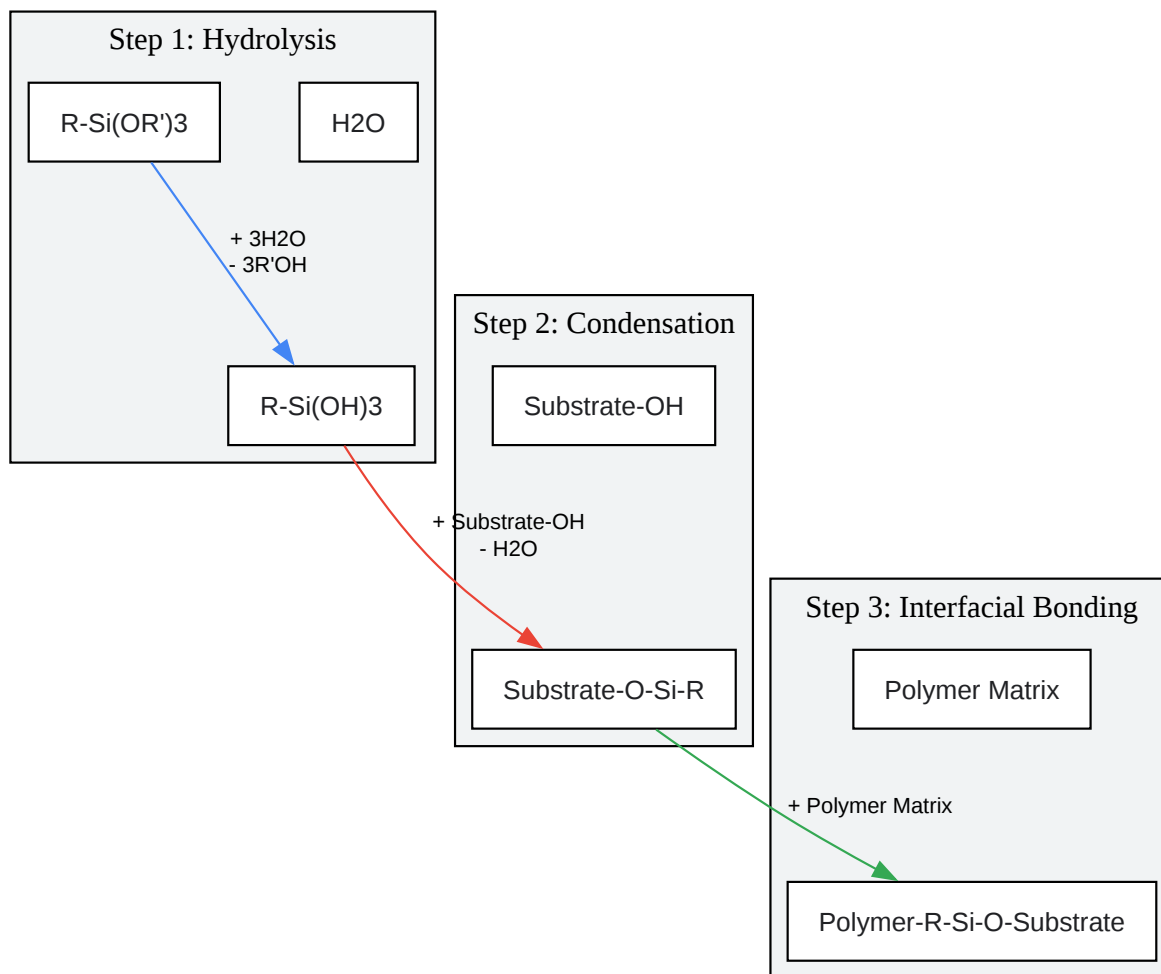 Step 1: Hydrolysis
R-Si(OR')3
H2O
+ 3H2O
- 3R'OH
R-Si(OH)3
Step 2: Condensation
Substrate-OH
+ Substrate-OH
- H2O
Substrate-O-Si-R
Step 3: Interfacial Bonding
Polymer Matrix
+ Polymer Matrix
Polymer-R-Si-O-Substrate